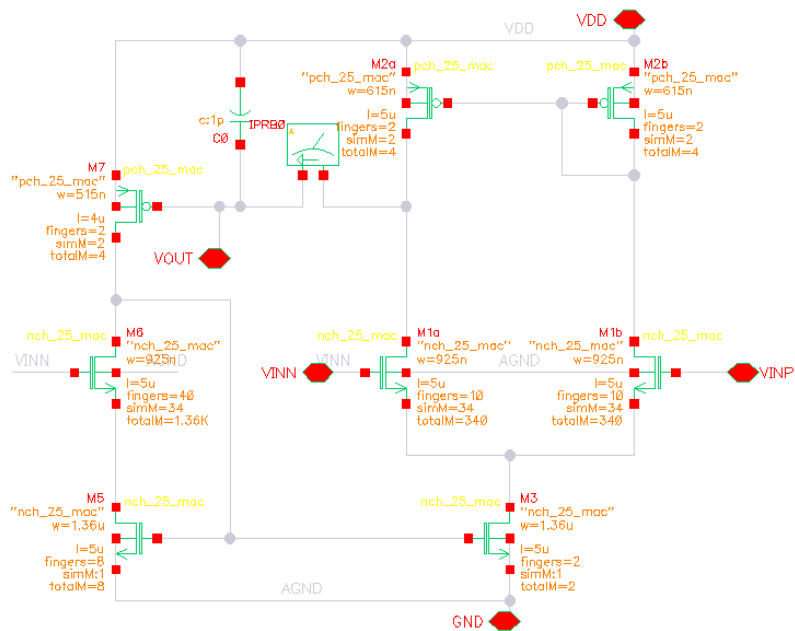 VDD
VDD
M2a
pch_25_mac
"pch_25_mac"
w=615n
l=5u
fingers=2
simM=2
totalM=4
pch_25_mac
M2b
"pch_25_mac"
w=615n
l=5u
fingers=2
simM=2
totalM=4
c:1p
C0
IPRB0
M7
pch_25_mac
"pch_25_mac"
w=515n
l=4u
fingers=2
simM=2
totalM=4
VOUT
nch_25_mac
M6
"nch_25_mac"
w=925n
VINN
AGND
l=5u
fingers=40
simM=34
totalM=1.36K
nch_25_mac
M1a
"nch_25_mac"
w=925n
VINN
VINN
AGND
l=5u
fingers=10
simM=34
totalM=340
M1b
nch_25_mac
"nch_25_mac"
w=925n
VINP
l=5u
fingers=10
simM=34
totalM=340
M5
nch_25_mac
"nch_25_mac"
w=1.36u
l=5u
fingers=8
simM:1
totalM=8
nch_25_mac
M3
"nch_25_mac"
w=1.36u
l=5u
fingers=2
simM:1
totalM=2
AGND
GND